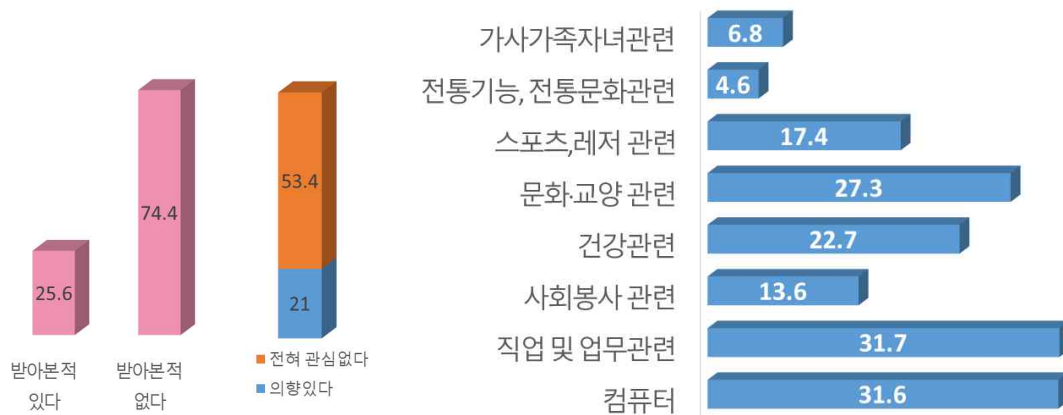 25.6
받아본적
있다
74.4
받아본적
없다
53.4
21
전혀 관심없다
의향있다
가사가족자녀관련 6.8
전통기능, 전통문화관련 4.6
스포츠,레저 관련 17.4
문화·교양 관련 27.3
건강관련 22.7
사회봉사 관련 13.6
직업 및 업무관련 31.7
컴퓨터 31.6